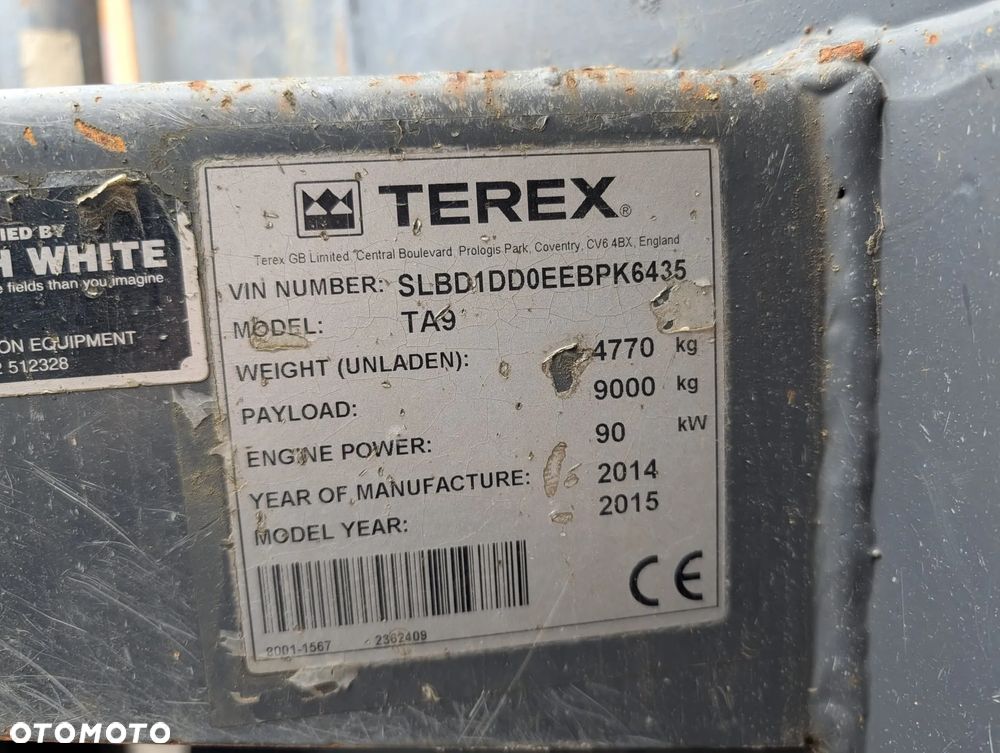 TEREX®
Terex GB Limited Central Boulevard, Prologis Park, Coventry, CV6 4BX, England
VIN NUMBER: SLBD1DD0EEBPK6435
MODEL: TA9
WEIGHT (UNLADEN): 4770 kg
PAYLOAD: 9000 kg
ENGINE POWER: 90 kW
YEAR OF MANUFACTURE: 2014
MODEL YEAR: 2015
CE
8001-1567 2362409
IED BY
H WHITE
fields than you imagine
ON EQUIPMENT
2 512328
OTOMOTO